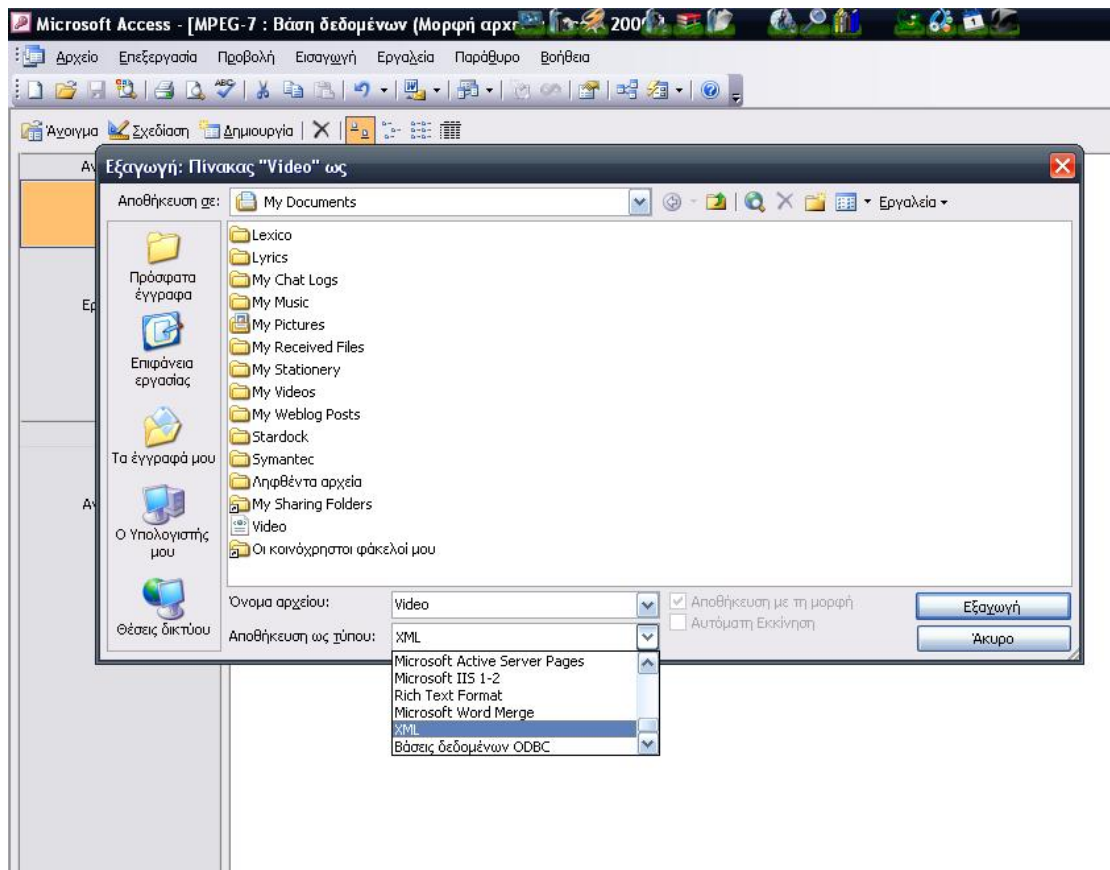 Microsoft Access - [MPEG-7 : Βάση δεδομένων (Μορφή αρχε 200
Αρχείο Επεξεργασία Προβολή Εισαγωγή Εργαλεία Παράθυρο Βοήθεια
Άνοιγμα Σχεδίαση Δημιουργία
Εξαγωγή: Πίνακας "Video" ως
Αποθήκευση σε: My Documents Εργαλεία
Πρόσφατα έγγραφα
Επιφάνεια εργασίας
Τα έγγραφά μου
Ο Υπολογιστής μου
Θέσεις δικτύου
Lexico
Lyrics
My Chat Logs
My Music
My Pictures
My Received Files
My Stationery
My Videos
My Weblog Posts
Stardock
Symantec
Ληφθέντα αρχεία
My Sharing Folders
Video
Οι κοινόχρηστοι φάκελοί μου
Όνομα αρχείου: Video
Αποθήκευση με τη μορφή
Αυτόματη Εκκίνηση
Εξαγωγή
Αποθήκευση ως τύπου: XML
Άκυρο
Microsoft Active Server Pages
Microsoft IIS 1-2
Rich Text Format
Microsoft Word Merge
XML
Βάσεις δεδομένων ODBC